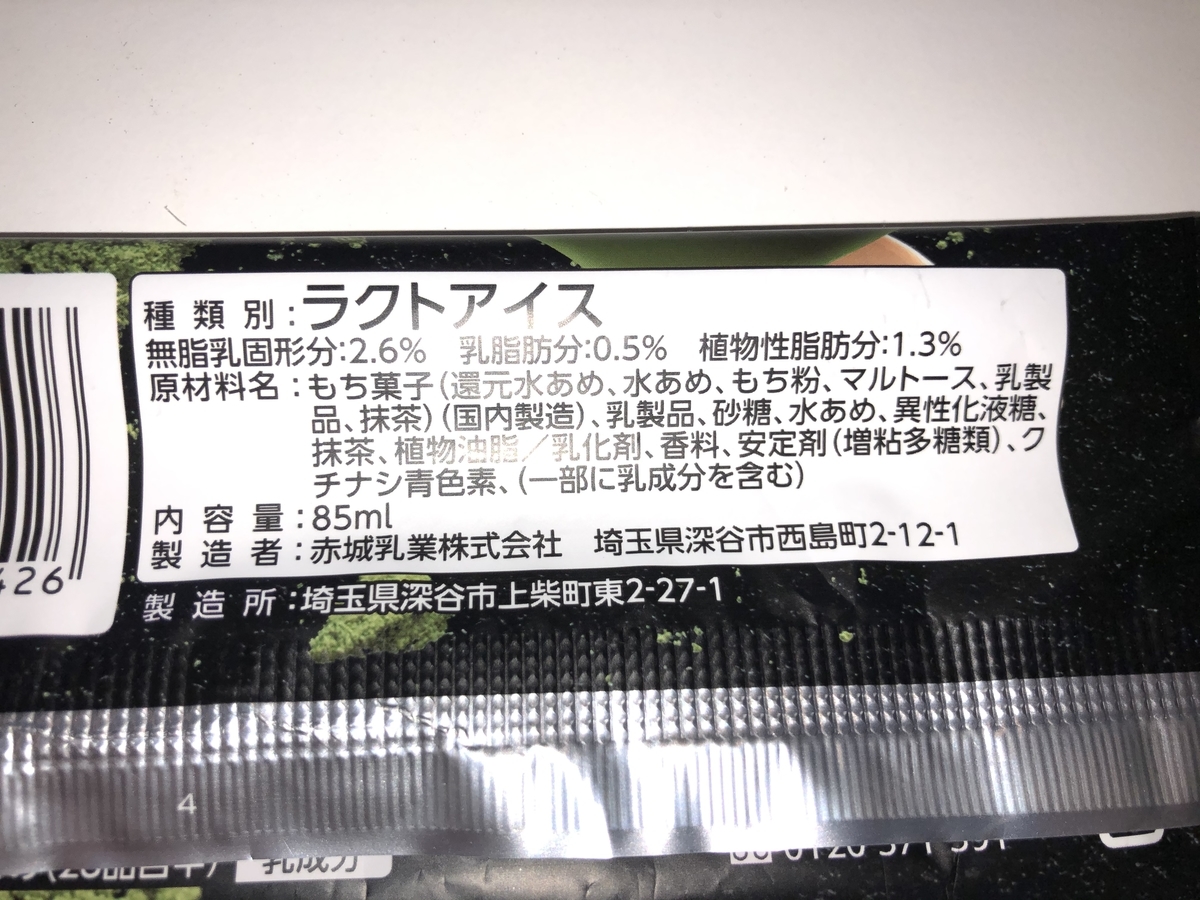 種類別：ラクトアイス
無脂乳固形分：2.6%　乳脂肪分：0.5%　植物性脂肪分：1.3%
原材料名：もち菓子（還元水あめ、水あめ、もち粉、マルトース、乳製
品、抹茶）（国内製造）、乳製品、砂糖、水あめ、異性化液糖、
抹茶、植物油脂／乳化剤、香料、安定剤（増粘多糖類）、ク
チナシ青色素、（一部に乳成分を含む）
内容量：85ml
製造者：赤城乳業株式会社　埼玉県深谷市西島町2-12-1
426
製造所：埼玉県深谷市上柴町東2-27-1
4
乳成分